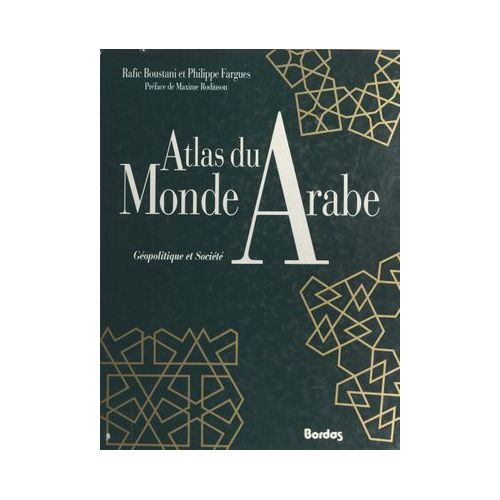 Rafic Boustani et Philippe Fargues
Préface de Maxime Rodinson
Atlas du
Monde Arabe
Géopolitique et Société
Bordas